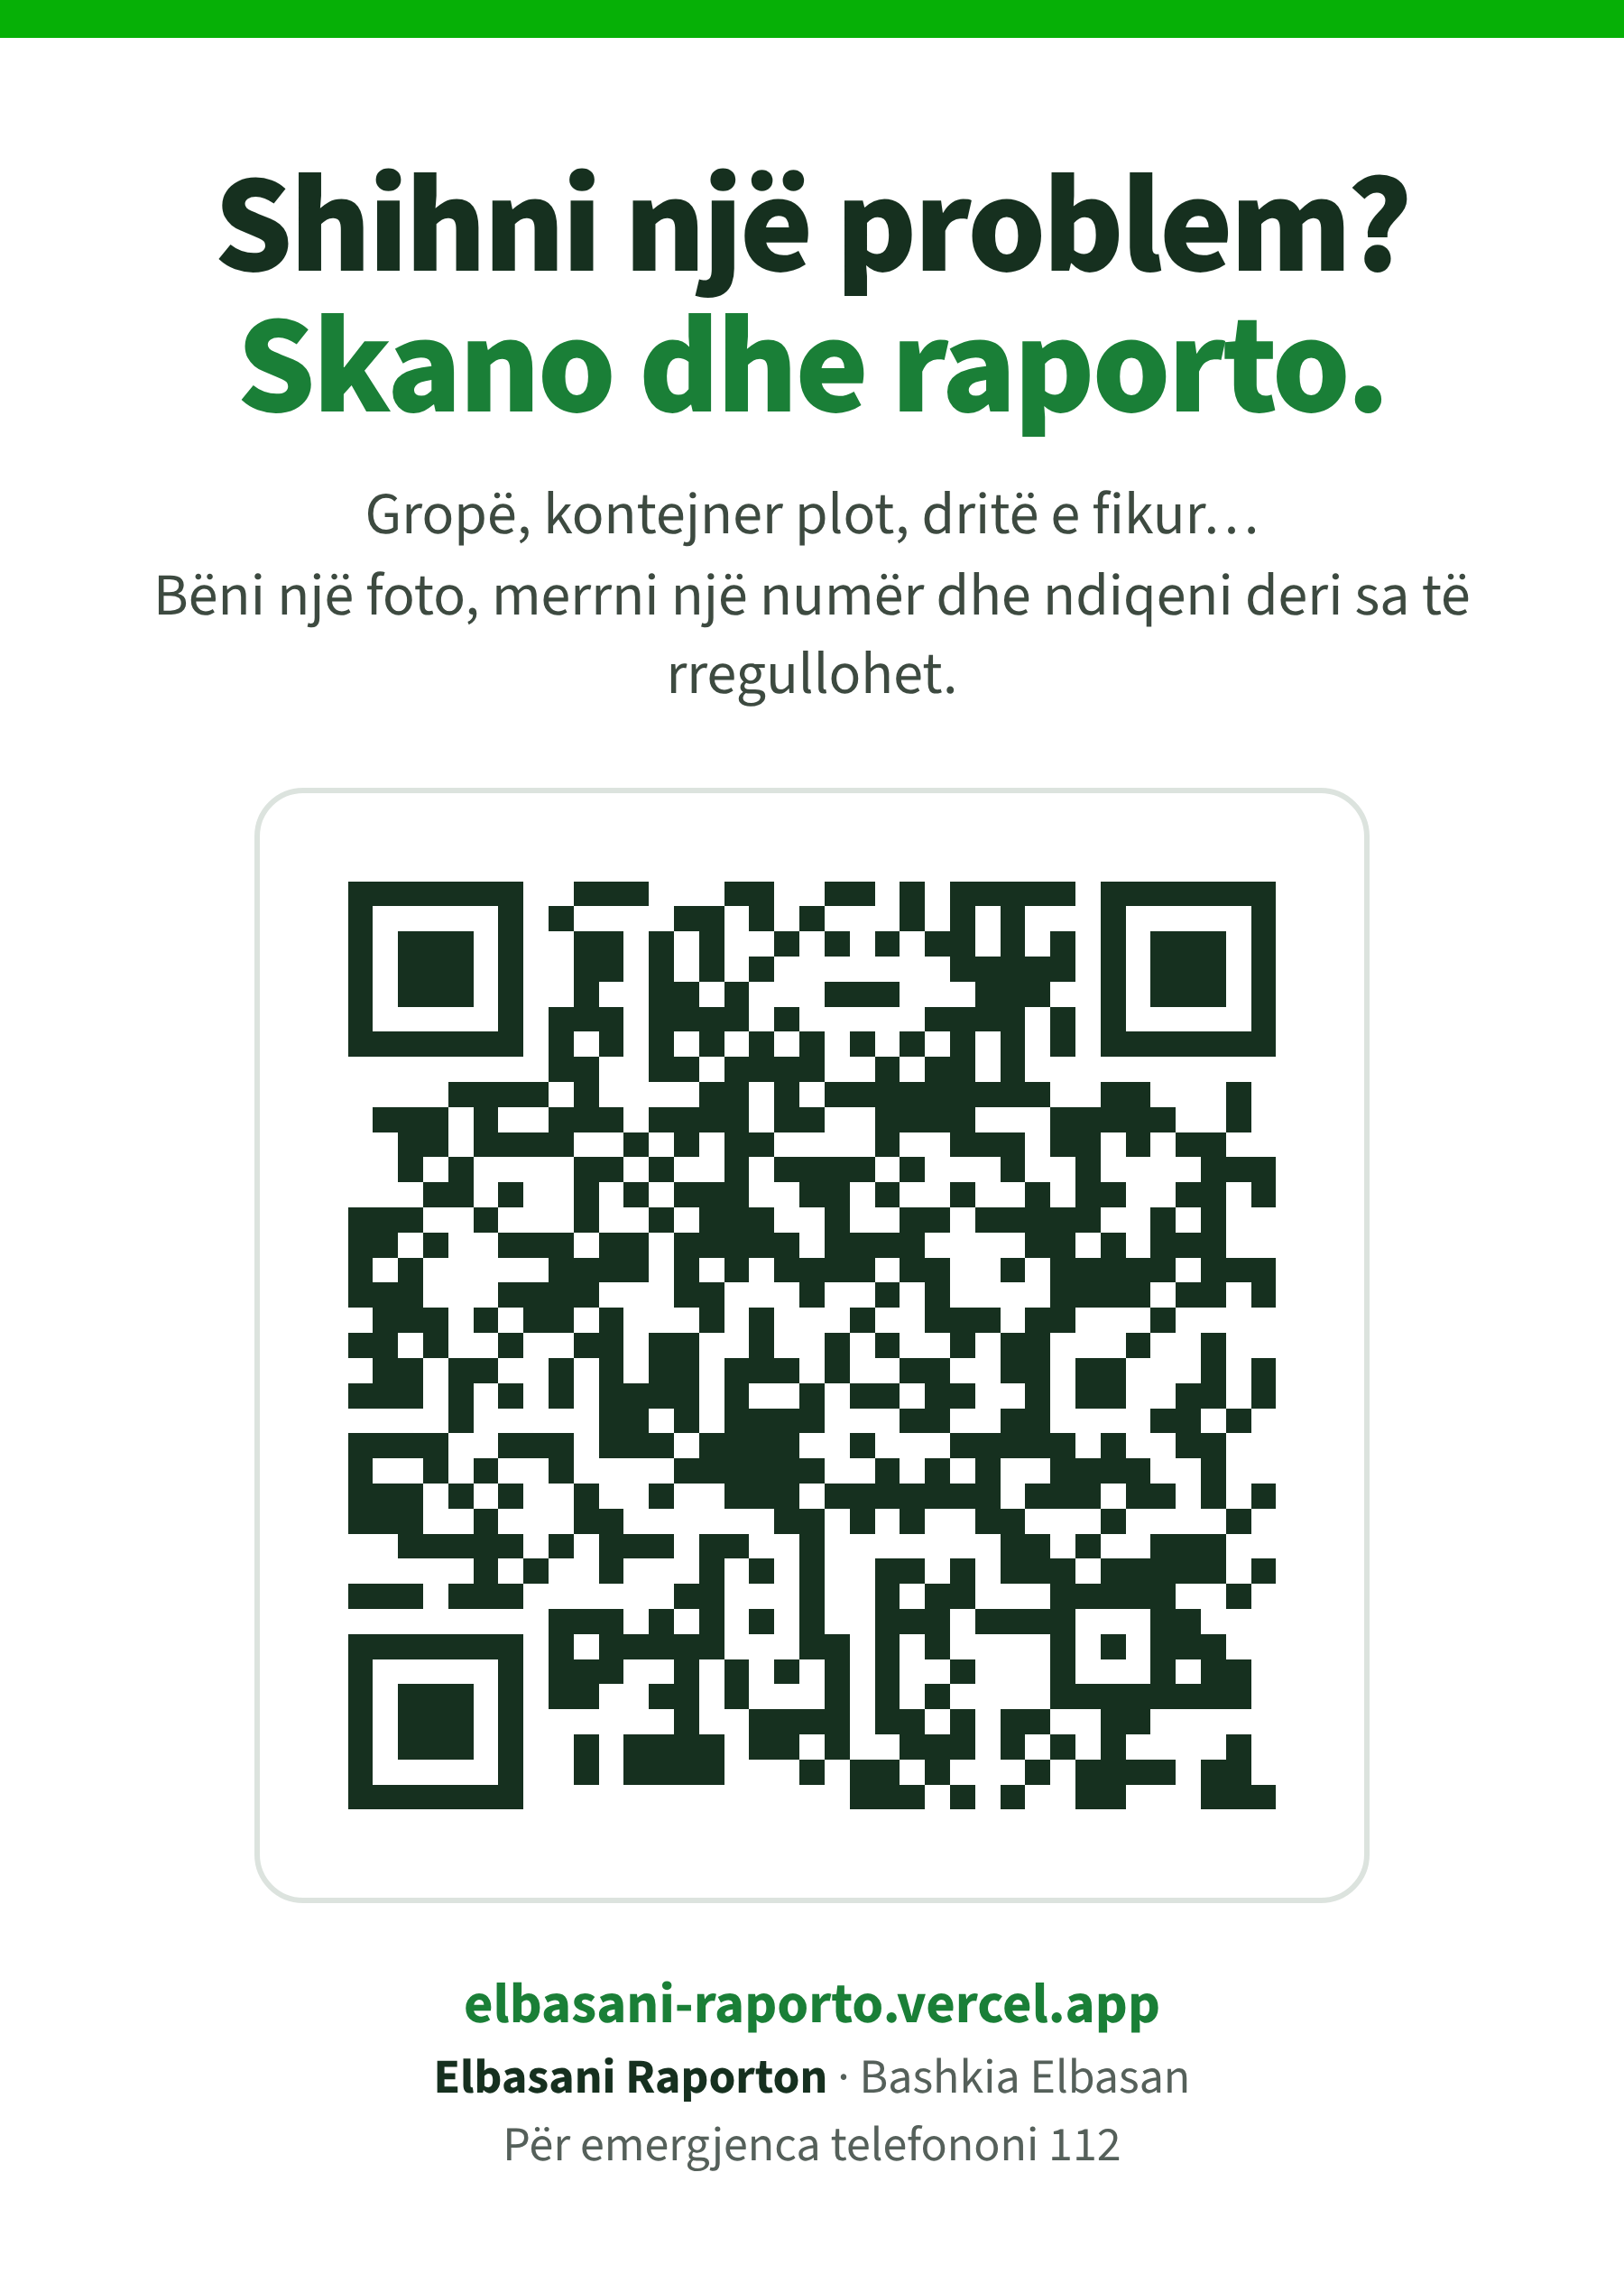 Shihni një problem?
Skano dhe raporto.
Gropë, kontejner plot, dritë e fikur…
Bëni një foto, merrni një numër dhe ndiqeni deri sa të
rregullohet.
elbasani-raporto.vercel.app
Elbasani Raporton · Bashkia Elbasan
Për emergjenca telefononi 112